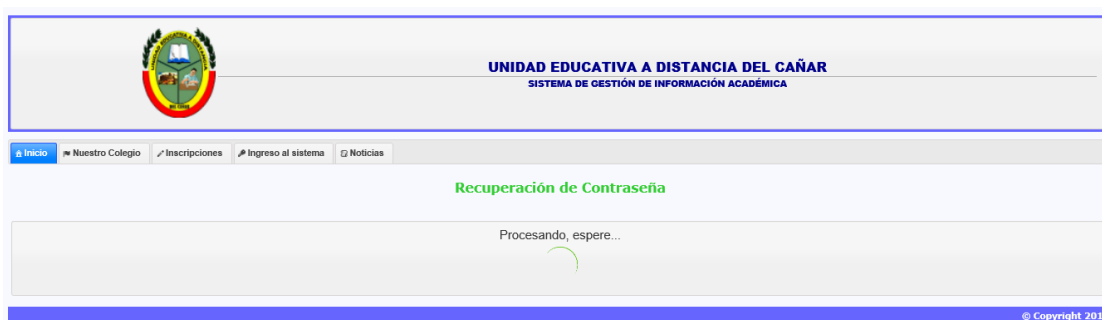 UNIDAD EDUCATIVA A DISTANCIA DEL CAÑAR
SISTEMA DE GESTIÓN DE INFORMACIÓN ACADÉMICA
Inicio
Nuestro Colegio
Inscripciones
Ingreso al sistema
Noticias
Recuperación de Contraseña
Procesando, espere...
© Copyright 201